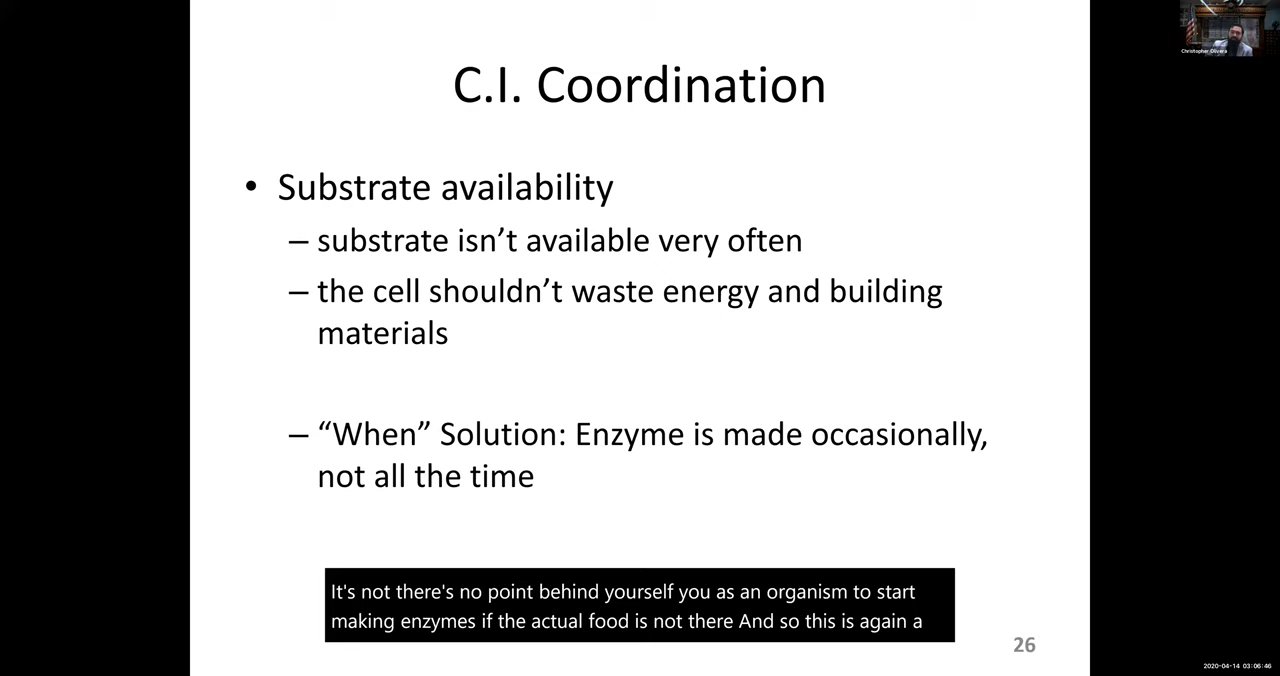 Christopher Olivera
C.I. Coordination
• Substrate availability
– substrate isn’t available very often
– the cell shouldn’t waste energy and building
materials
– “When” Solution: Enzyme is made occasionally,
not all the time
It's not there's no point behind yourself you as an organism to start
making enzymes if the actual food is not there And so this is again a
26
2020-04-14 03:06:46